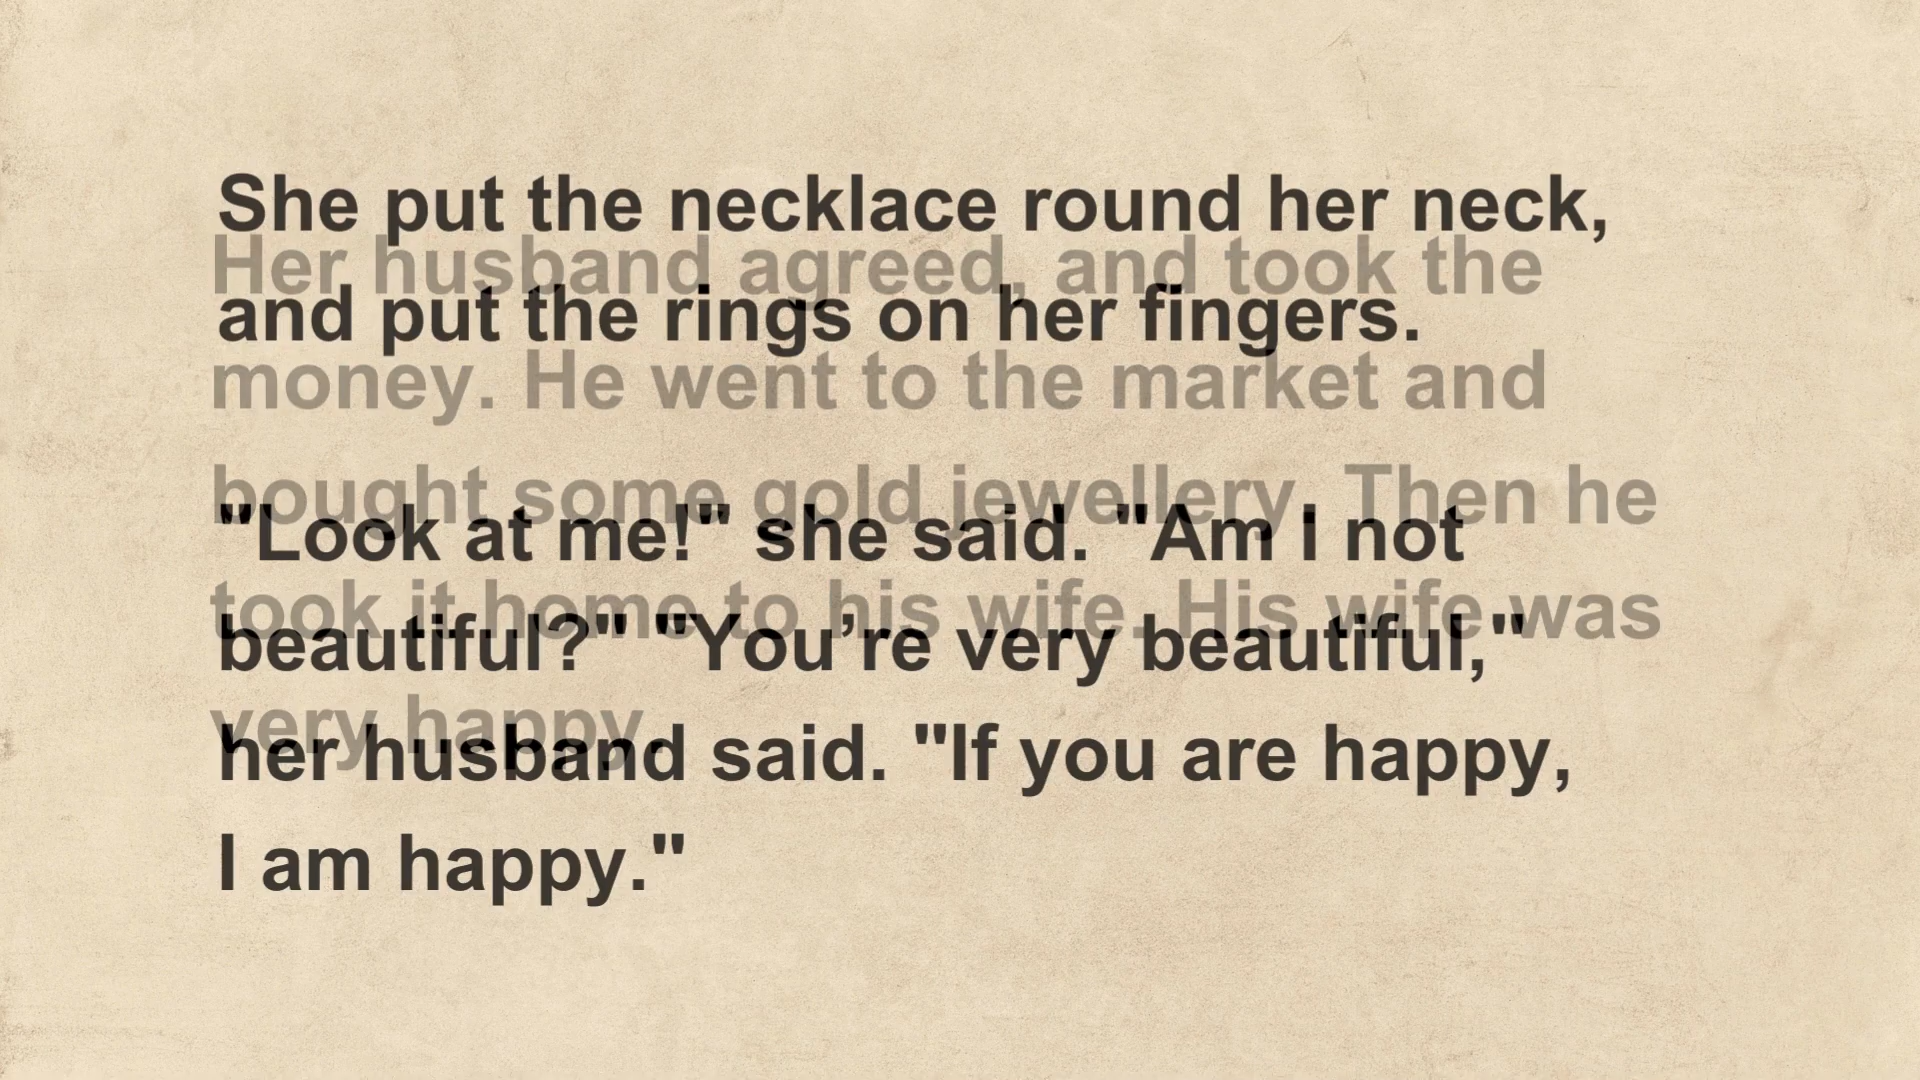 She put the necklace round her neck,
Her husband agreed, and took the
and put the rings on her fingers.
money. He went to the market and
bought some gold jewellery. Then he
"Look at me!" she said. "Am I not
took it home to his wife. His wife was
beautiful?" "You’re very beautiful,"
very happy.
her husband said. "If you are happy,
I am happy."